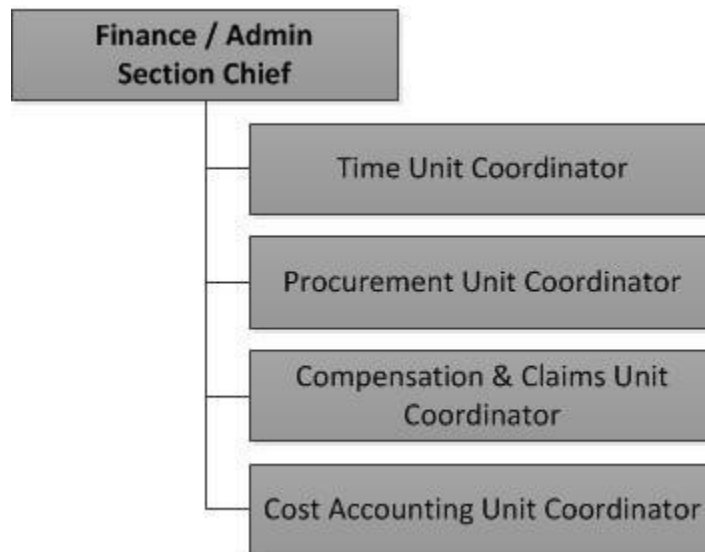 Finance / Admin
Section Chief
Time Unit Coordinator
Procurement Unit Coordinator
Compensation & Claims Unit
Coordinator
Cost Accounting Unit Coordinator